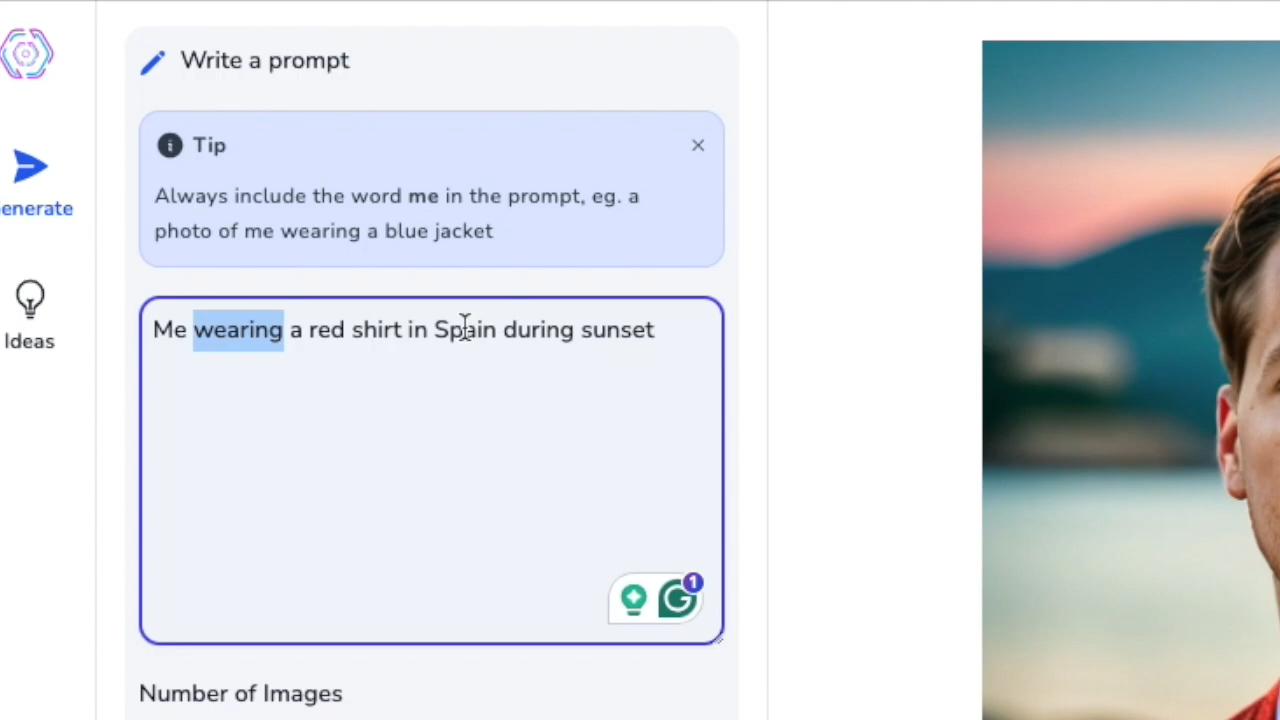 Write a prompt
Tip
Always include the word me in the prompt, eg. a
photo of me wearing a blue jacket
Me wearing a red shirt in Spain during sunset
1
Number of Images
enerate
Ideas